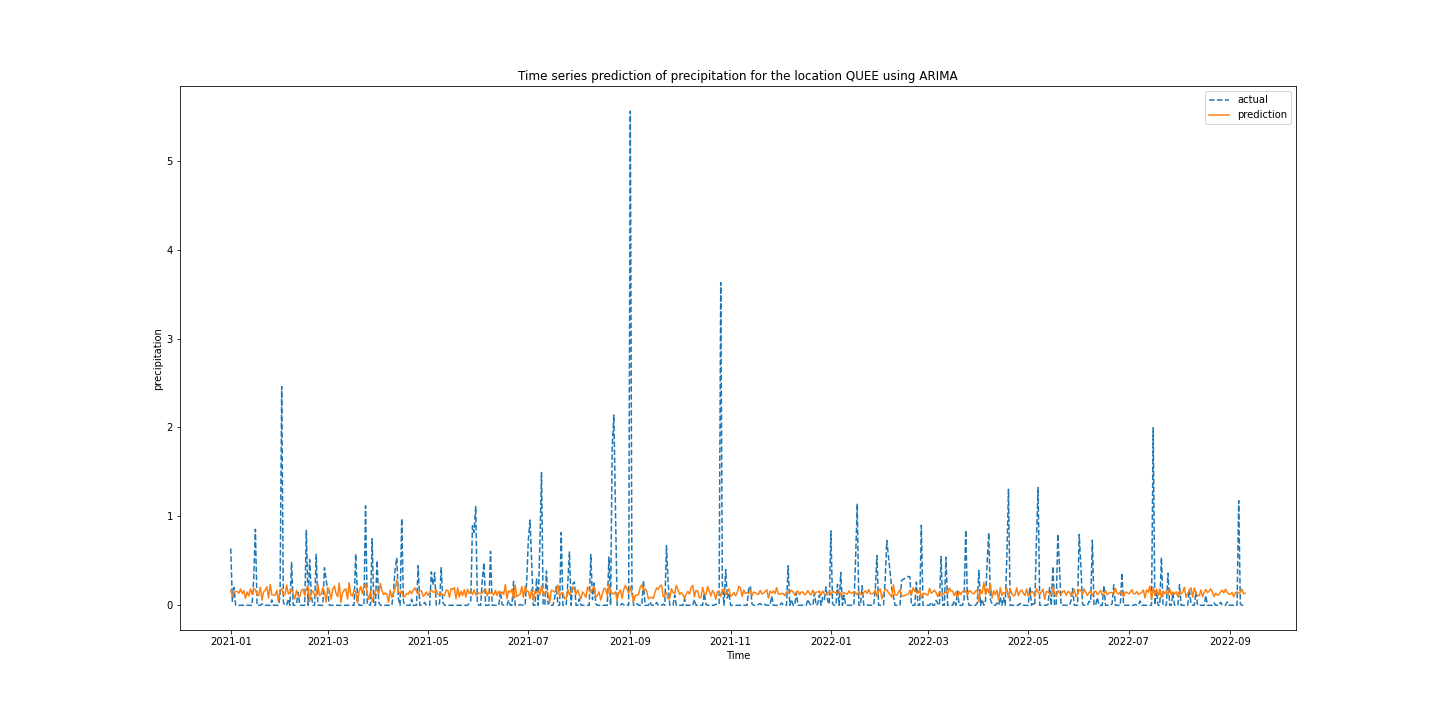 Time series prediction of precipitation for the location QUEE using ARIMA
actual
prediction
5
4
3
2
1
0
precipitation
2021-01 2021-03 2021-05 2021-07 2021-09 2021-11 2022-01 2022-03 2022-05 2022-07 2022-09
Time